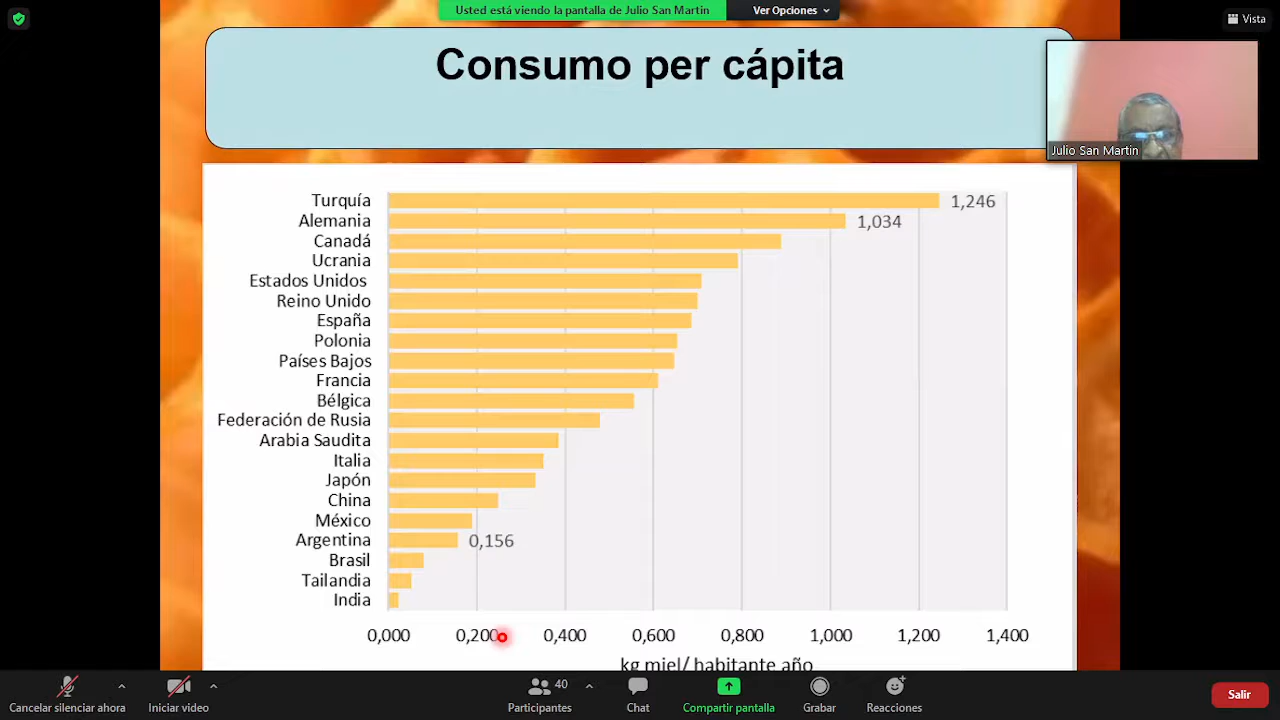 Usted está viendo la pantalla de Julio San Martin
Ver Opciones
Vista
Consumo per cápita
Julio San Martin
Turquía 1,246
Alemania 1,034
Canadá
Ucrania
Estados Unidos
Reino Unido
España
Polonia
Países Bajos
Francia
Bélgica
Federación de Rusia
Arabia Saudita
Italia
Japón
China
México
Argentina 0,156
Brasil
Tailandia
India
0,000 0,200 0,400 0,600 0,800 1,000 1,200 1,400
kg miel/ habitante año
40
Cancelar silenciar ahora
Iniciar video
Participantes
Chat
Compartir pantalla
Grabar
Reacciones
Salir